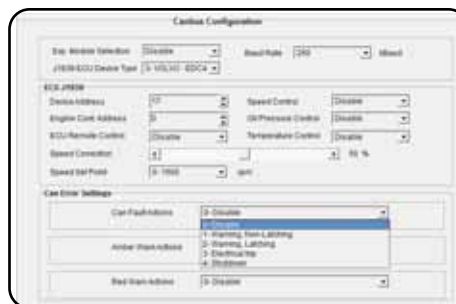 Canbus Configuration
Exp. Module Selection Disable Baud Rate 250 kbaud
J1939 ECU Device Type 3- VOLVO - EDC4
ECU J1939
Device Address 17 Speed Control Disable
Engine Cont. Address 0 Oil Pressure Control Disable
ECU Remote Control Disable Temperature Control Disable
Speed Correction 50 %
Speed Set Point 0- 1500 rpm
Can Error Settings
Can Fault Actions 0- Disable
0- Disable
1- Warning, Non-Latching
2- Warning, Latching
Amber Warn Actions
3- Electrical trip
4- Shutdown
Red Warn Actions 0- Disable